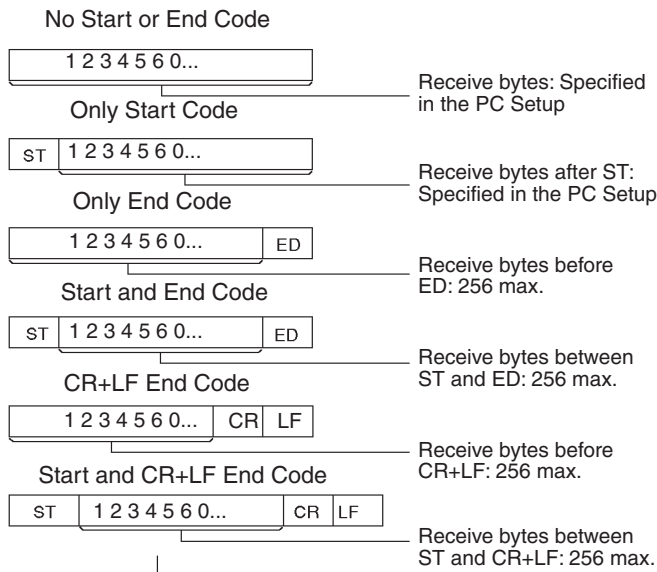 No Start or End Code
1 2 3 4 5 6 0...
Receive bytes: Specified
in the PC Setup
Only Start Code
ST 1 2 3 4 5 6 0...
Receive bytes after ST:
Specified in the PC Setup
Only End Code
1 2 3 4 5 6 0... ED
Receive bytes before
ED: 256 max.
Start and End Code
ST 1 2 3 4 5 6 0... ED
Receive bytes between
ST and ED: 256 max.
CR+LF End Code
1 2 3 4 5 6 0... CR LF
Receive bytes before
CR+LF: 256 max.
Start and CR+LF End Code
ST 1 2 3 4 5 6 0... CR LF
Receive bytes between
ST and CR+LF: 256 max.